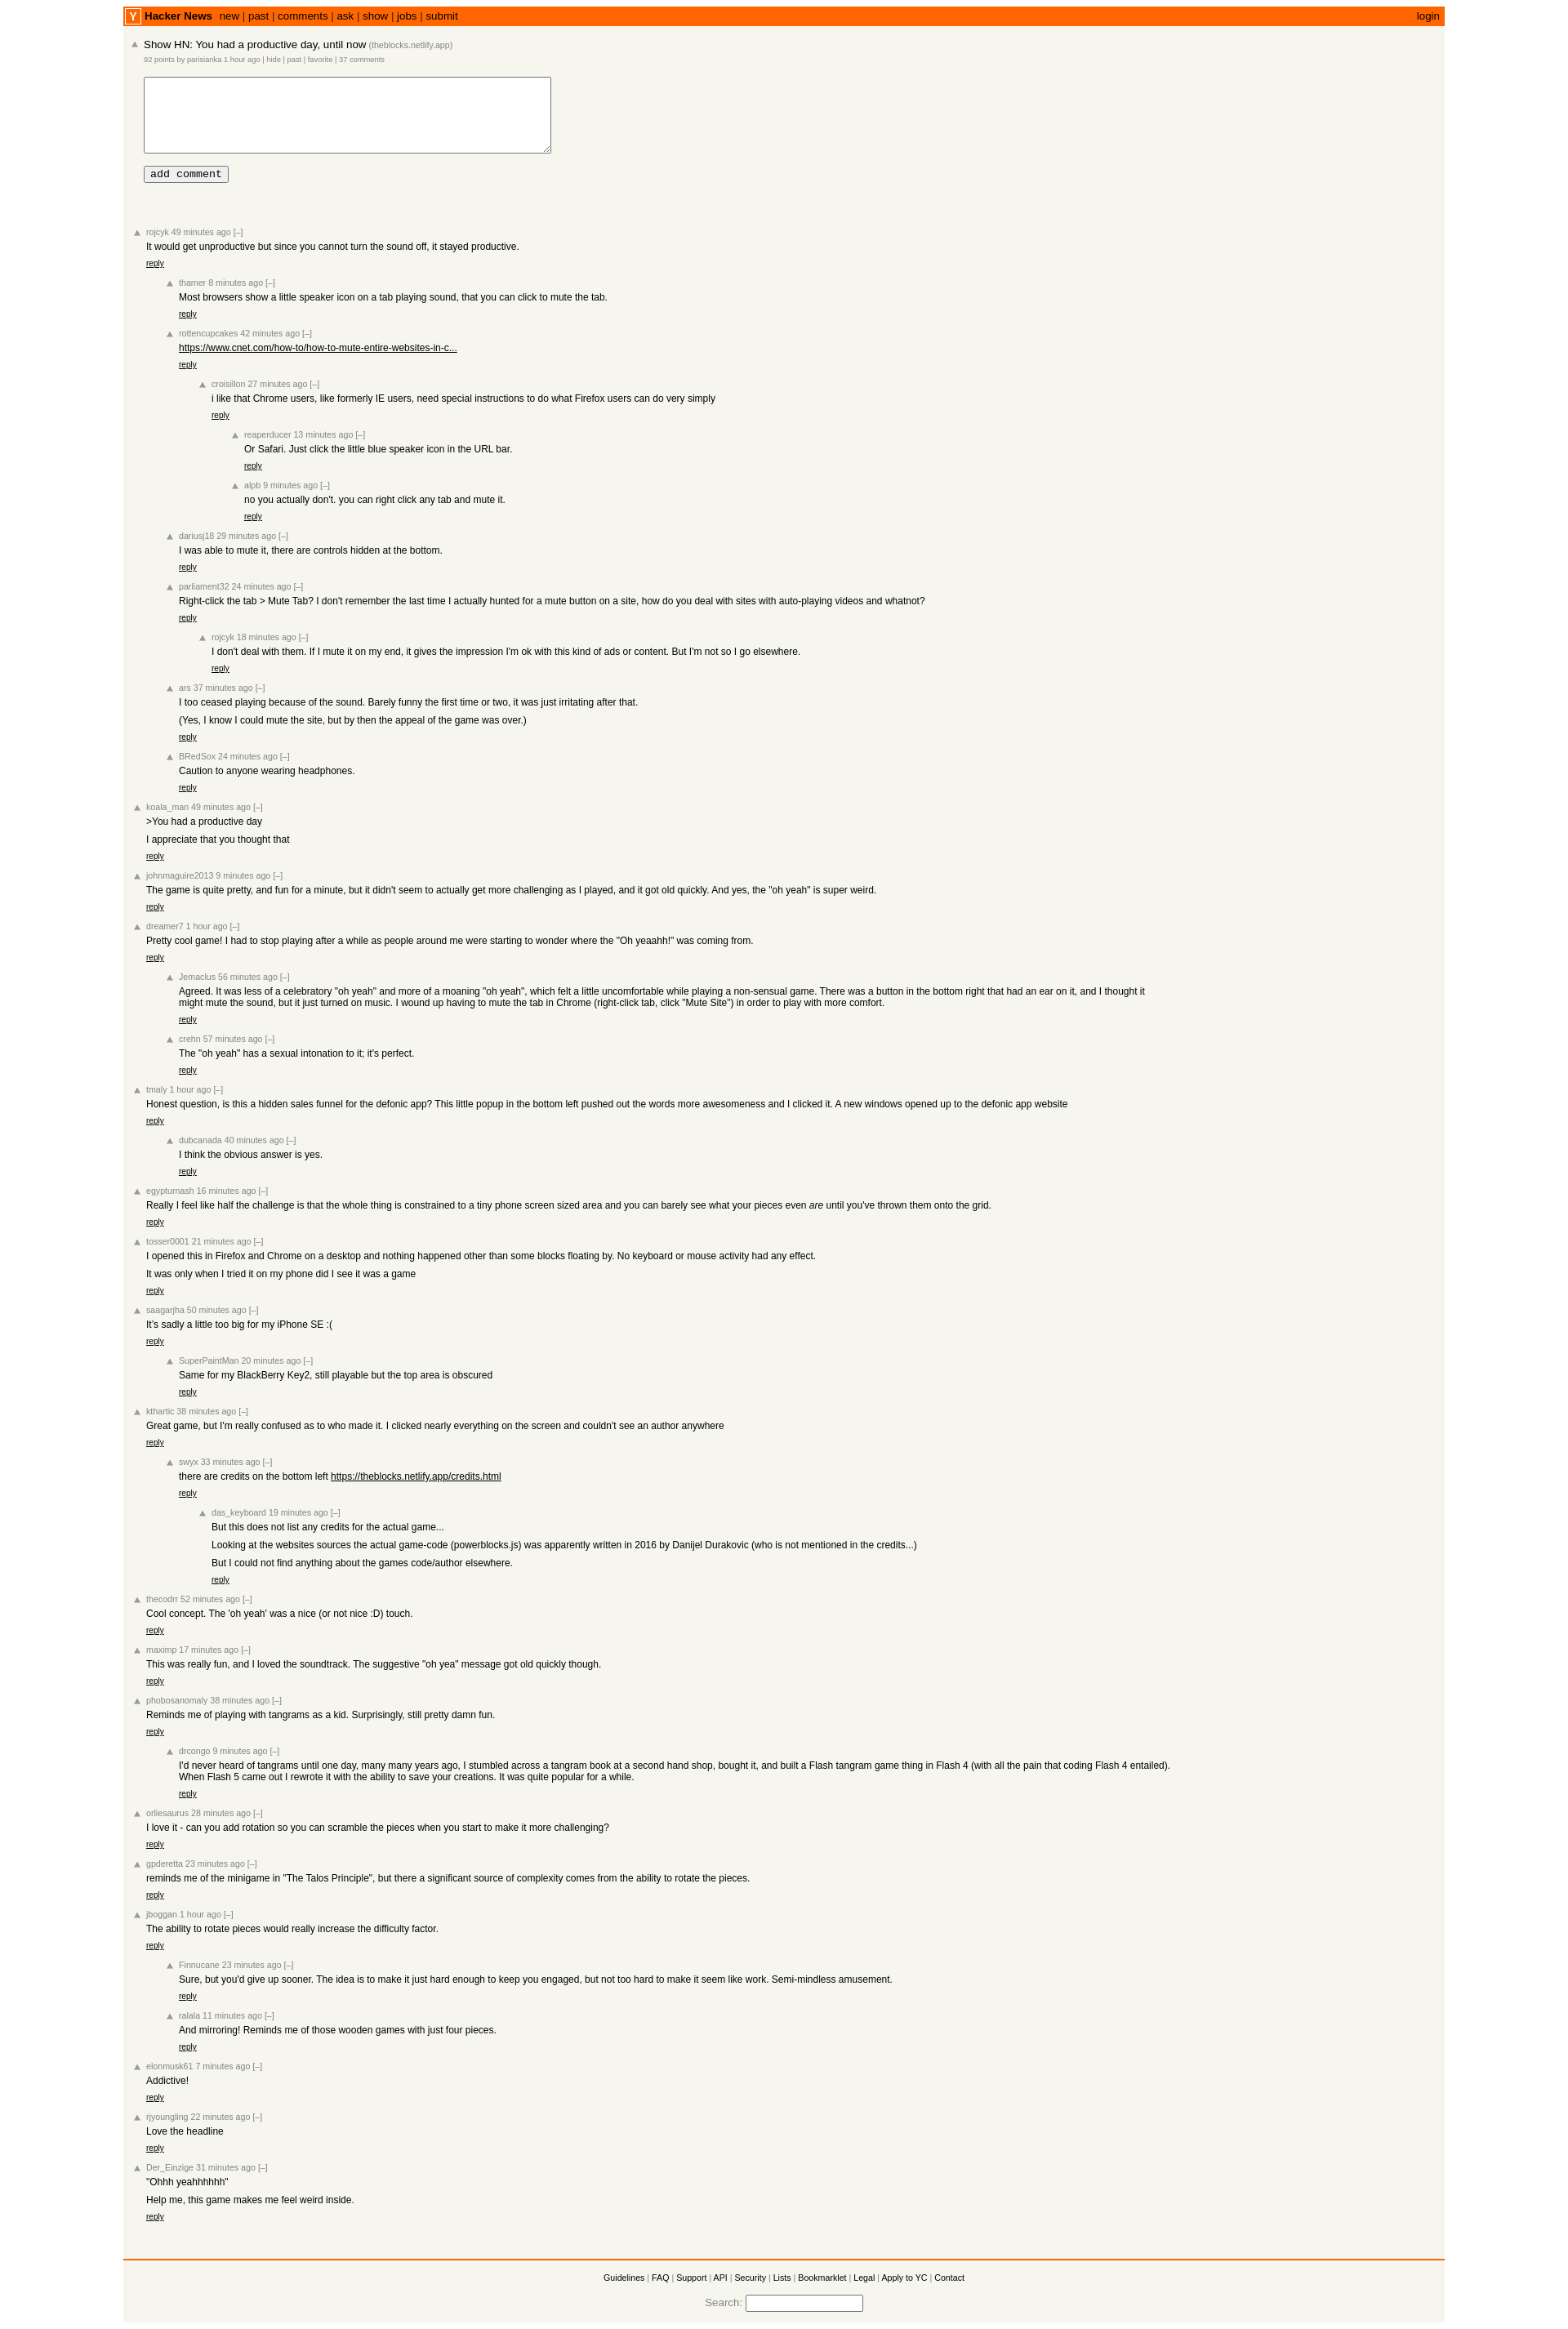 Y Hacker News new | past | comments | ask | show | jobs | submit login
Show HN: You had a productive day, until now (theblocks.netlify.app)
92 points by parisianka 1 hour ago | hide | past | favorite | 37 comments
add comment
rojcyk 49 minutes ago [–]
It would get unproductive but since you cannot turn the sound off, it stayed productive.
reply
thamer 8 minutes ago [–]
Most browsers show a little speaker icon on a tab playing sound, that you can click to mute the tab.
reply
rottencupcakes 42 minutes ago [–]
https://www.cnet.com/how-to/how-to-mute-entire-websites-in-c...
reply
croisillon 27 minutes ago [–]
i like that Chrome users, like formerly IE users, need special instructions to do what Firefox users can do very simply
reply
reaperducer 13 minutes ago [–]
Or Safari. Just click the little blue speaker icon in the URL bar.
reply
alpb 9 minutes ago [–]
no you actually don't. you can right click any tab and mute it.
reply
dariusj18 29 minutes ago [–]
I was able to mute it, there are controls hidden at the bottom.
reply
parliament32 24 minutes ago [–]
Right-click the tab > Mute Tab? I don't remember the last time I actually hunted for a mute button on a site, how do you deal with sites with auto-playing videos and whatnot?
reply
rojcyk 18 minutes ago [–]
I don't deal with them. If I mute it on my end, it gives the impression I'm ok with this kind of ads or content. But I'm not so I go elsewhere.
reply
ars 37 minutes ago [–]
I too ceased playing because of the sound. Barely funny the first time or two, it was just irritating after that.
(Yes, I know I could mute the site, but by then the appeal of the game was over.)
reply
BRedSox 24 minutes ago [–]
Caution to anyone wearing headphones.
reply
koala_man 49 minutes ago [–]
>You had a productive day
I appreciate that you thought that
reply
johnmaguire2013 9 minutes ago [–]
The game is quite pretty, and fun for a minute, but it didn't seem to actually get more challenging as I played, and it got old quickly. And yes, the "oh yeah" is super weird.
reply
dreamer7 1 hour ago [–]
Pretty cool game! I had to stop playing after a while as people around me were starting to wonder where the "Oh yeaahh!" was coming from.
reply
Jemaclus 56 minutes ago [–]
Agreed. It was less of a celebratory "oh yeah" and more of a moaning "oh yeah", which felt a little uncomfortable while playing a non-sensual game. There was a button in the bottom right that had an ear on it, and I thought it
might mute the sound, but it just turned on music. I wound up having to mute the tab in Chrome (right-click tab, click "Mute Site") in order to play with more comfort.
reply
crehn 57 minutes ago [–]
The "oh yeah" has a sexual intonation to it; it's perfect.
reply
tmaly 1 hour ago [–]
Honest question, is this a hidden sales funnel for the defonic app? This little popup in the bottom left pushed out the words more awesomeness and I clicked it. A new windows opened up to the defonic app website
reply
dubcanada 40 minutes ago [–]
I think the obvious answer is yes.
reply
egypturnash 16 minutes ago [–]
Really I feel like half the challenge is that the whole thing is constrained to a tiny phone screen sized area and you can barely see what your pieces even are until you've thrown them onto the grid.
reply
tosser0001 21 minutes ago [–]
I opened this in Firefox and Chrome on a desktop and nothing happened other than some blocks floating by. No keyboard or mouse activity had any effect.
It was only when I tried it on my phone did I see it was a game
reply
saagarjha 50 minutes ago [–]
It's sadly a little too big for my iPhone SE :(
reply
SuperPaintMan 20 minutes ago [–]
Same for my BlackBerry Key2, still playable but the top area is obscured
reply
kthartic 38 minutes ago [–]
Great game, but I'm really confused as to who made it. I clicked nearly everything on the screen and couldn't see an author anywhere
reply
swyx 33 minutes ago [–]
there are credits on the bottom left https://theblocks.netlify.app/credits.html
reply
das_keyboard 19 minutes ago [–]
But this does not list any credits for the actual game...
Looking at the websites sources the actual game-code (powerblocks.js) was apparently written in 2016 by Danijel Durakovic (who is not mentioned in the credits...)
But I could not find anything about the games code/author elsewhere.
reply
thecodrr 52 minutes ago [–]
Cool concept. The 'oh yeah' was a nice (or not nice :D) touch.
reply
maximp 17 minutes ago [–]
This was really fun, and I loved the soundtrack. The suggestive "oh yea" message got old quickly though.
reply
phobosanomaly 38 minutes ago [–]
Reminds me of playing with tangrams as a kid. Surprisingly, still pretty damn fun.
reply
drcongo 9 minutes ago [–]
I'd never heard of tangrams until one day, many many years ago, I stumbled across a tangram book at a second hand shop, bought it, and built a Flash tangram game thing in Flash 4 (with all the pain that coding Flash 4 entailed).
When Flash 5 came out I rewrote it with the ability to save your creations. It was quite popular for a while.
reply
orliesaurus 28 minutes ago [–]
I love it - can you add rotation so you can scramble the pieces when you start to make it more challenging?
reply
gpderetta 23 minutes ago [–]
reminds me of the minigame in "The Talos Principle", but there a significant source of complexity comes from the ability to rotate the pieces.
reply
jboggan 1 hour ago [–]
The ability to rotate pieces would really increase the difficulty factor.
reply
Finnucane 23 minutes ago [–]
Sure, but you'd give up sooner. The idea is to make it just hard enough to keep you engaged, but not too hard to make it seem like work. Semi-mindless amusement.
reply
ralala 11 minutes ago [–]
And mirroring! Reminds me of those wooden games with just four pieces.
reply
elonmusk61 7 minutes ago [–]
Addictive!
reply
rjyoungling 22 minutes ago [–]
Love the headline
reply
Der_Einzige 31 minutes ago [–]
"Ohhh yeahhhhhh"
Help me, this game makes me feel weird inside.
reply
Guidelines | FAQ | Support | API | Security | Lists | Bookmarklet | Legal | Apply to YC | Contact
Search: